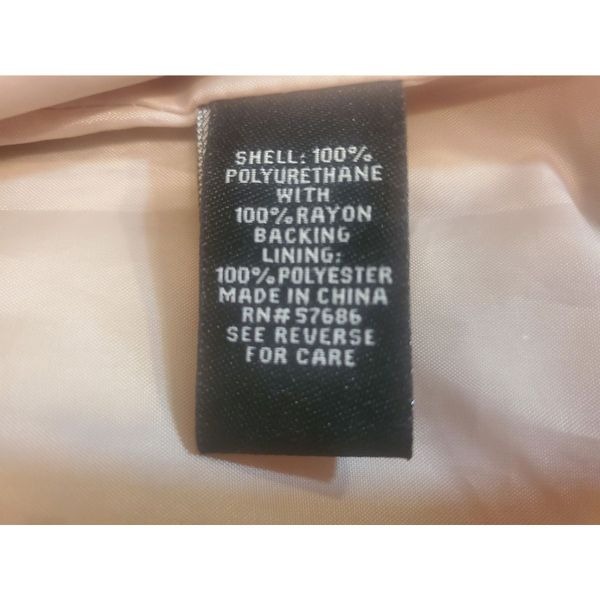 SHELL: 100%
POLYURETHANE
WITH
100% RAYON
BACKING
LINING:
100% POLYESTER
MADE IN CHINA
RN# 57686
SEE REVERSE
FOR CARE